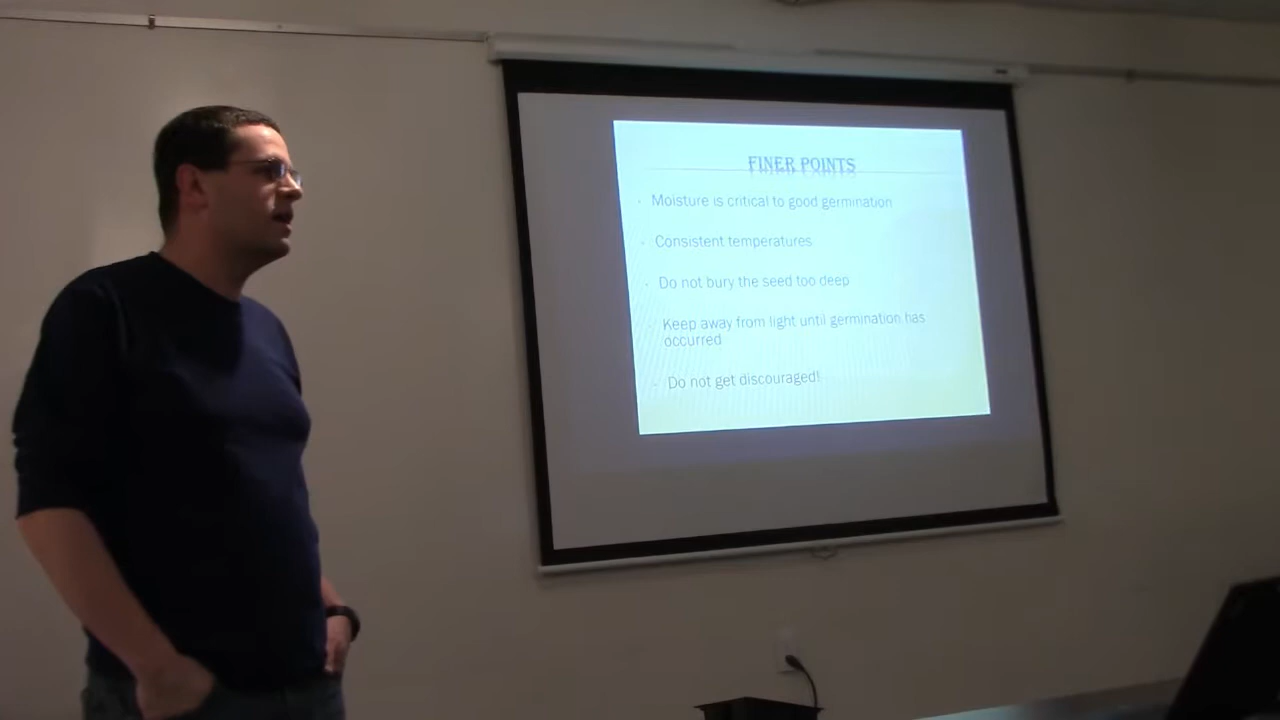 FINER POINTS
Moisture is critical to good germination
Consistent temperatures
Do not bury the seed too deep
Keep away from light until germination has
occurred
Do not get discouraged!